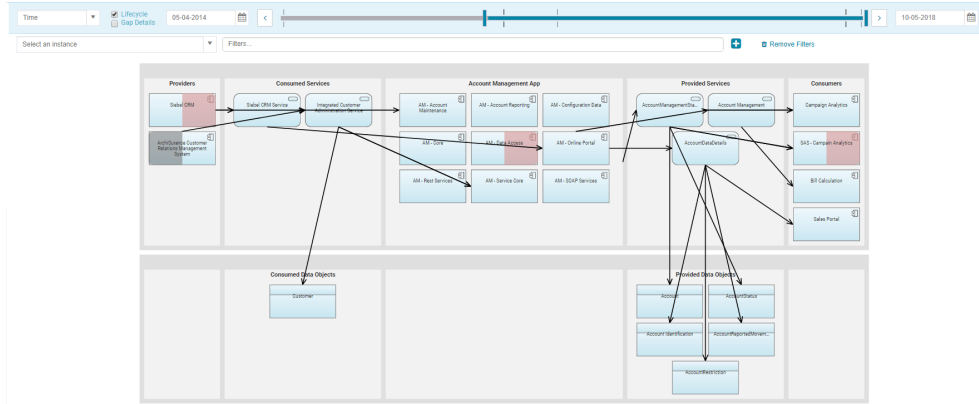 Time
Lifecycle
Gap Details
05-04-2014
<
>
10-05-2018
Select an instance
Filters...
Remove Filters
Providers
Consumed Services
Account Management App
Provided Services
Consumers
Siebel CRM
Siebel CRM Service
Integrated Customer
Administration Service
AM - Account
Maintenance
AM - Account Reporting
AM - Configuration Data
AccountManagementSta...
Account Management
Campaign Analytics
ArchiSurance Customer
Relations Management
System
AM - Core
AM - Data Access
AM - Online Portal
AccountDataDetails
SAS - Campain Analytics
AM - Rest Services
AM - Service Core
AM - SOAP Services
Bill Calculation
Sales Portal
Consumed Data Objects
Provided Data Objects
Customer
Account
AccountStatus
Account Identification
AccountReportedMovem...
AccountRestriction